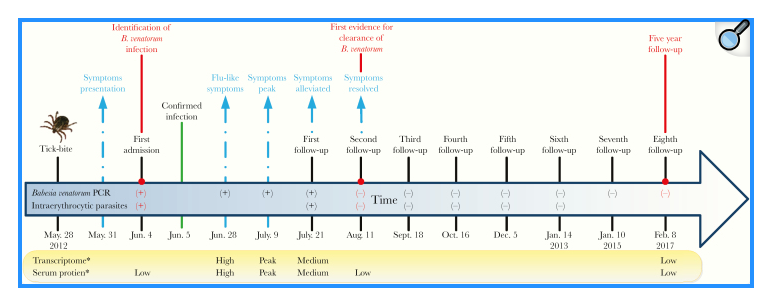 Identification of
B. venatorum
infection
First evidence for
clearance of
B. venatorum
Five year
follow-up
Symptoms
presentation
Flu-like
symptoms
Symptoms
peak
Symptoms
alleviated
Symptoms
resolved
Confirmed
infection
Tick-bite
First
admission
First
follow-up
Second
follow-up
Third
follow-up
Fourth
follow-up
Fifth
follow-up
Sixth
follow-up
Seventh
follow-up
Eighth
follow-up
Babesia venatorum PCR (+) (+) (+) (+) (–) (–) (–) (–) (–) (–) (–)
Intraerythrocytic parasites (+) (+) (–) (–) (–) (–) (–)
Time
May. 28
2012
May. 31
Jun. 4
Jun. 5
Jun. 28
July. 9
July. 21
Aug. 11
Sept. 18
Oct. 16
Dec. 5
Jan. 14
2013
Jan. 10
2015
Feb. 8
2017
Transcriptome* High Peak Medium Low
Serum protien* Low High Peak Medium Low Low